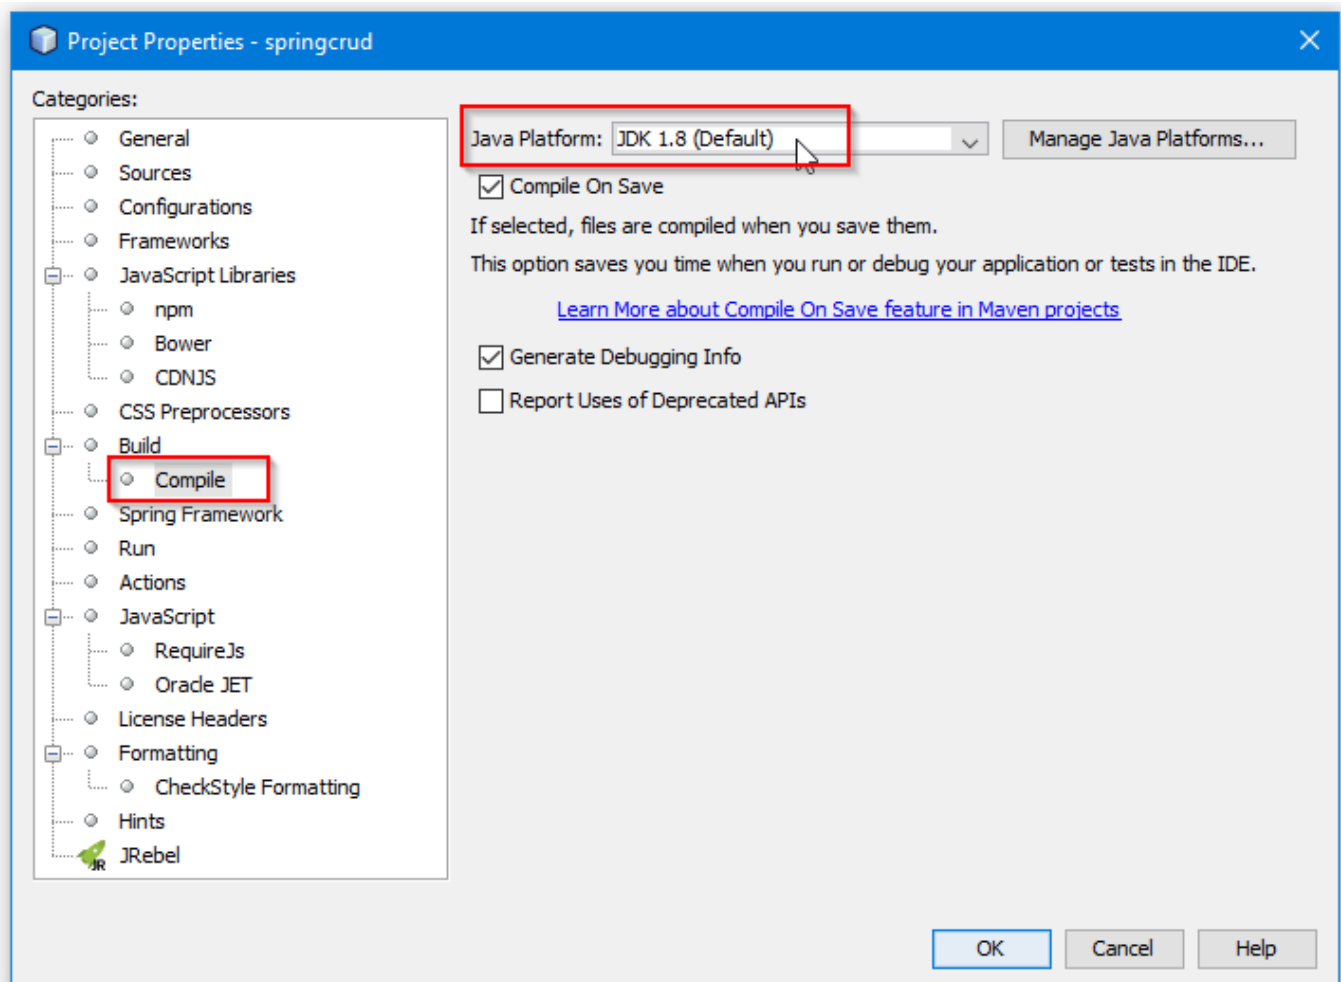 Project Properties - springcrud
Categories:
General
Sources
Configurations
Frameworks
JavaScript Libraries
npm
Bower
CDNJS
CSS Preprocessors
Build
Compile
Spring Framework
Run
Actions
JavaScript
RequireJs
Oracle JET
License Headers
Formatting
CheckStyle Formatting
Hints
JR
JRebel
Java Platform: JDK 1.8 (Default) Manage Java Platforms...
Compile On Save
If selected, files are compiled when you save them.
This option saves you time when you run or debug your application or tests in the IDE.
Learn More about Compile On Save feature in Maven projects
Generate Debugging Info
Report Uses of Deprecated APIs
OK Cancel Help